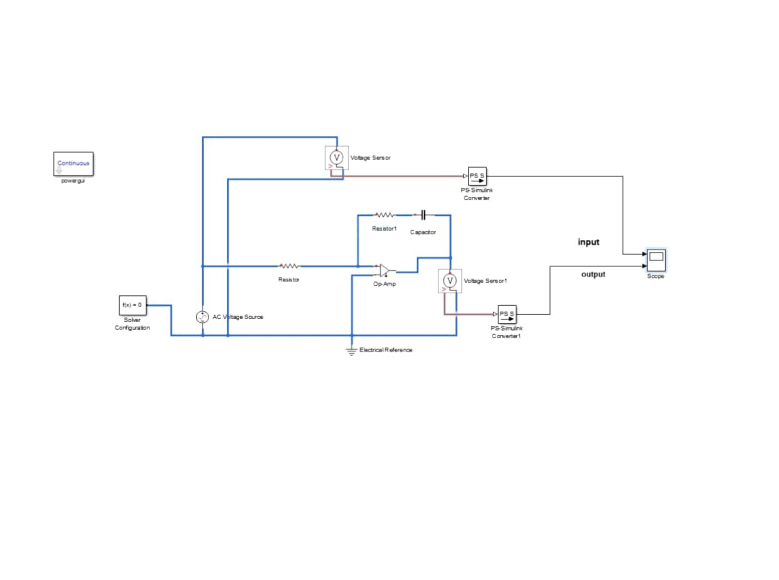 Continuous
powergui
V
Voltage Sensor
PS S
PS-Simulink
Converter
Resistor1
Capacitor
input
output
Scope
Resistor
Op-Amp
V
Voltage Sensor1
f(x) = 0
Solver
Configuration
AC Voltage Source
PS S
PS-Simulink
Converter1
Electrical Reference